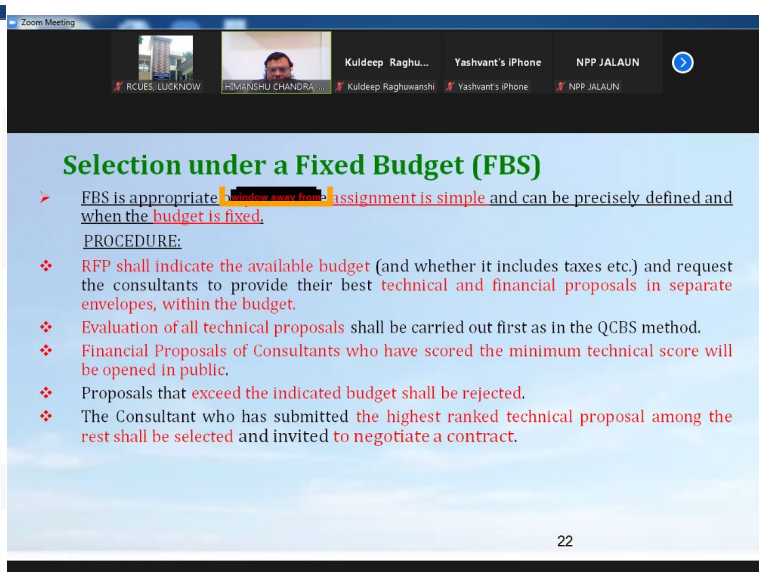 Zoom Meeting
Kuldeep Raghu...
Yashvant's iPhone
NPP JALAUN
RCUES, LUCKNOW
HIMANSHU CHANDRA, ...
Kuldeep Raghuwanshi
Yashvant's iPhone
NPP JALAUN
Selection under a Fixed Budget (FBS)
FBS is appropriate window away from assignment is simple and can be precisely defined and
when the budget is fixed.
PROCEDURE:
RFP shall indicate the available budget (and whether it includes taxes etc.) and request
the consultants to provide their best technical and financial proposals in separate
envelopes, within the budget.
Evaluation of all technical proposals shall be carried out first as in the QCBS method.
Financial Proposals of Consultants who have scored the minimum technical score will
be opened in public.
Proposals that exceed the indicated budget shall be rejected.
The Consultant who has submitted the highest ranked technical proposal among the
rest shall be selected and invited to negotiate a contract.
22